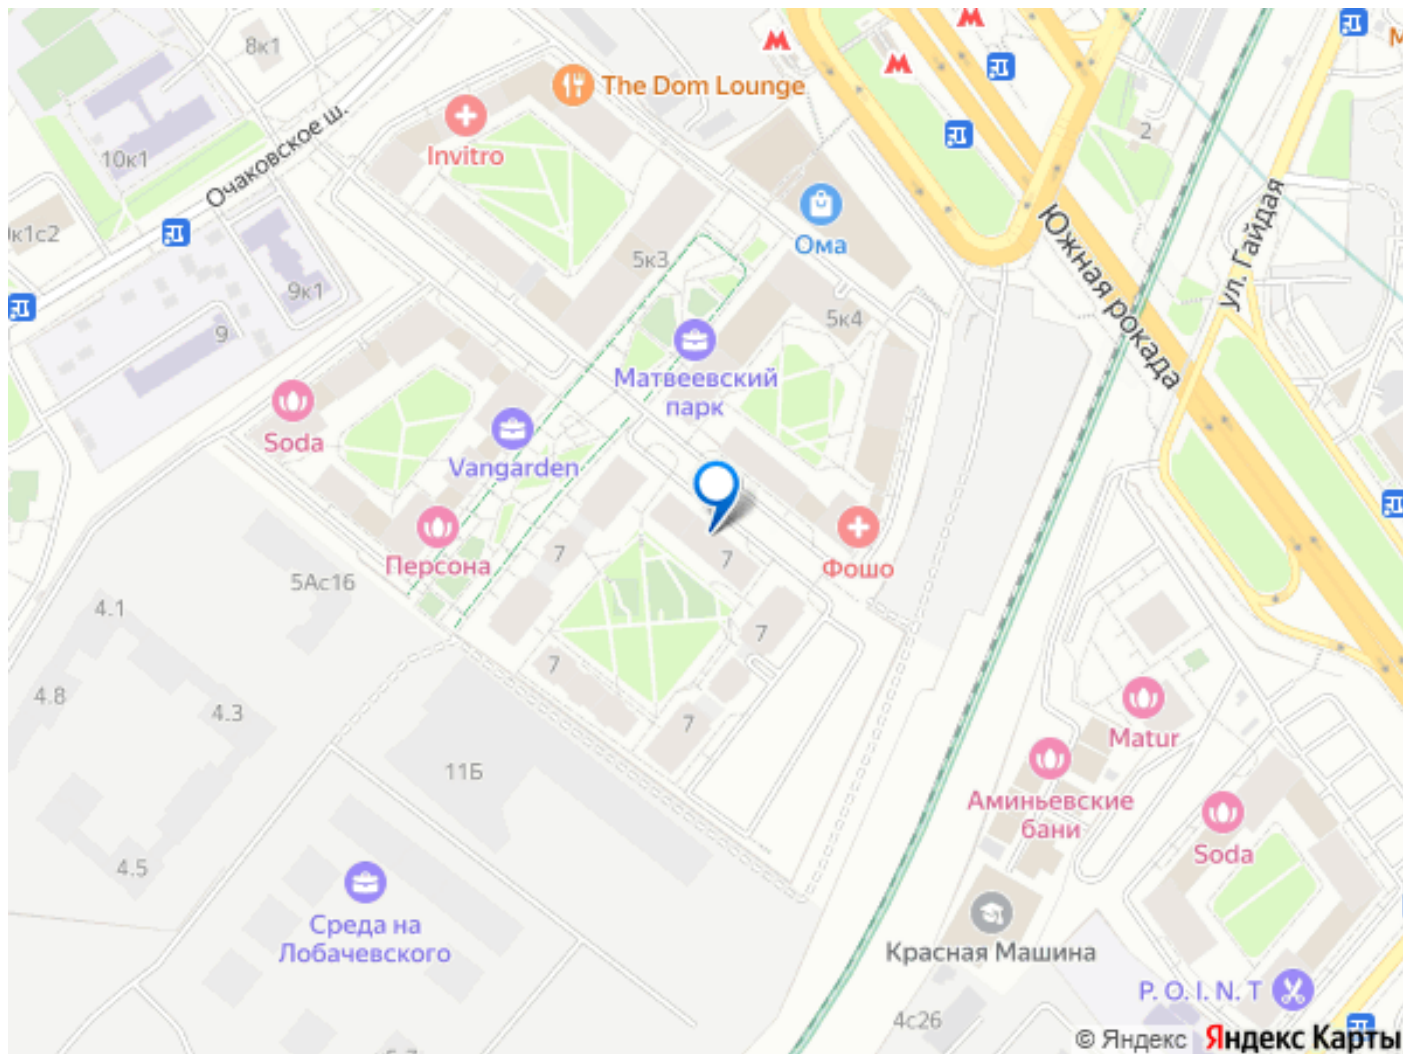 8к1
The Dom Lounge
Invitro
10к1
Очаковское ш.
2
к1с2
Ома
ул. Гайдая
Южная рокада
5к3
9к1
9
5к4
Матвеевский
парк
Soda
Vangarden
Персона
Фошо
7
7
5Ас16
4.1
7
7
4.8
4.3
7
Matur
11Б
Аминьевские
бани
Soda
4.5
Среда на
Лобачевского
Красная Машина
P. O. I. N. T
4с26
© Яндекс Яндекс Карты